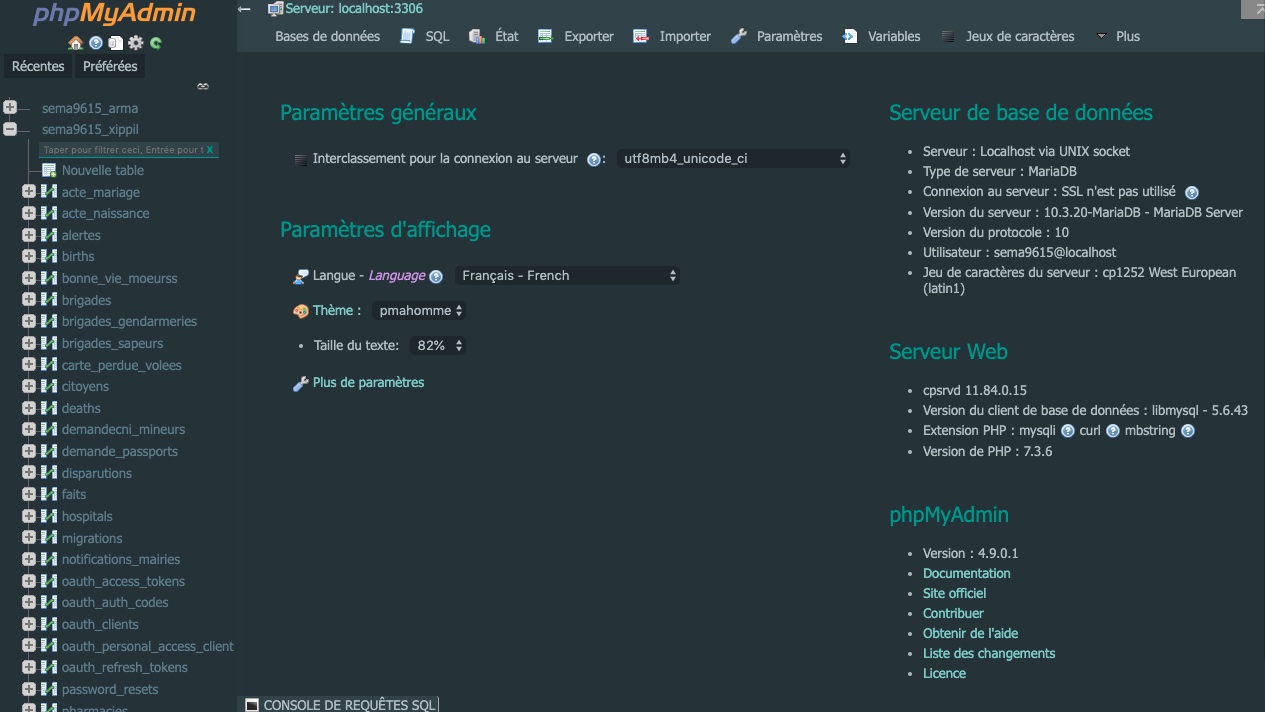 phpMyAdmin
Récentes Préférées
sema9615_arma
sema9615_xippil
Taper pour filtrer ceci, Entrée pour t X
Nouvelle table
acte_mariage
acte_naissance
alertes
births
bonne_vie_moeurss
brigades
brigades_gendarmeries
brigades_sapeurs
carte_perdue_volees
citoyens
deaths
demandecni_mineurs
demande_passports
disparutions
faits
hospitals
migrations
notifications_mairies
oauth_access_tokens
oauth_auth_codes
oauth_clients
oauth_personal_access_client
oauth_refresh_tokens
password_resets
pharmacies
Serveur: localhost:3306
Bases de données SQL État Exporter Importer Paramètres Variables Jeux de caractères Plus
Paramètres généraux
Interclassement pour la connexion au serveur : utf8mb4_unicode_ci
Paramètres d'affichage
Langue - Language Français - French
Thème : pmahomme
• Taille du texte: 82%
Plus de paramètres
Serveur de base de données
• Serveur : Localhost via UNIX socket
• Type de serveur : MariaDB
• Connexion au serveur : SSL n'est pas utilisé
• Version du serveur : 10.3.20-MariaDB - MariaDB Server
• Version du protocole : 10
• Utilisateur : sema9615@localhost
• Jeu de caractères du serveur : cp1252 West European
(latin1)
Serveur Web
• cpsrvd 11.84.0.15
• Version du client de base de données : libmysql - 5.6.43
• Extension PHP : mysqli curl mbstring
• Version de PHP : 7.3.6
phpMyAdmin
• Version : 4.9.0.1
• Documentation
• Site officiel
• Contribuer
• Obtenir de l'aide
• Liste des changements
• Licence
CONSOLE DE REQUÊTES SQL